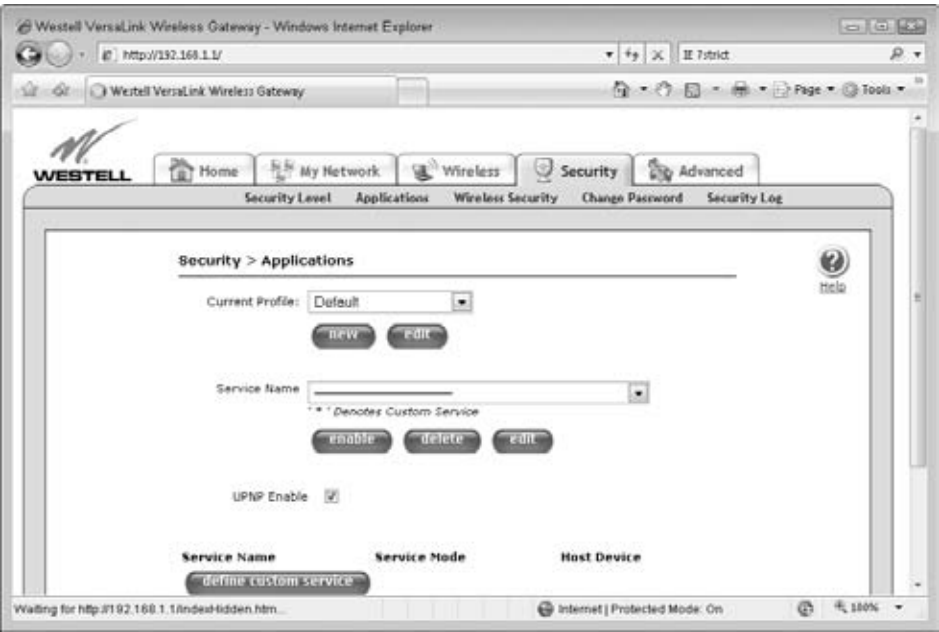 Westell VersaLink Wireless Gateway - Windows Internet Explorer
http://192.168.1.1/
IE 7strict
Westell VersaLink Wireless Gateway
Page
Tools
WESTELL
Home
My Network
Wireless
Security
Advanced
Security Level
Applications
Wireless Security
Change Password
Security Log
Security > Applications
Help
Current Profile: Default
new
edit
Service Name
' * ' Denotes Custom Service
enable
delete
edit
UPNP Enable
Service Name
Service Mode
Host Device
define custom service
Waiting for http://192.168.1.1/indexHidden.htm...
Internet | Protected Mode: On
100%